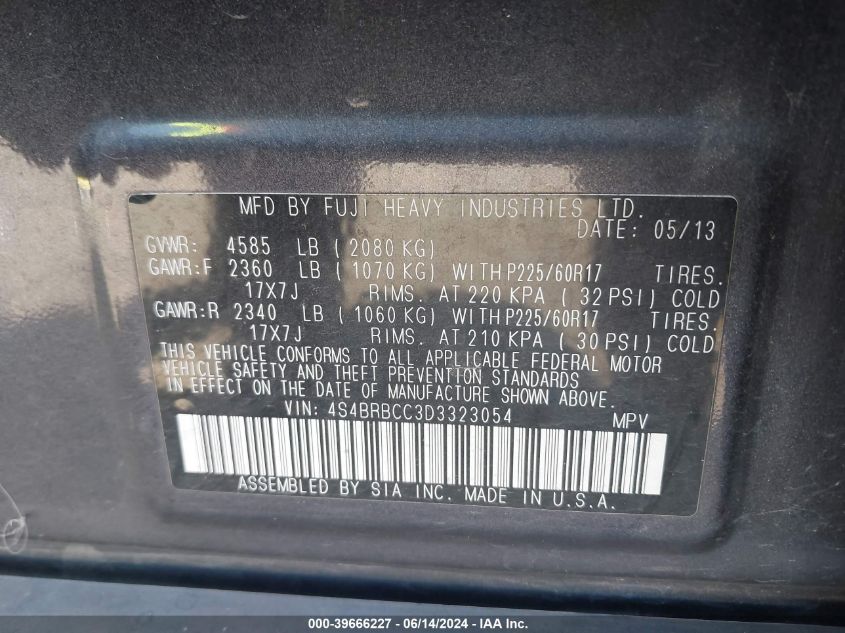 MFD BY FUJI HEAVY INDUSTRIES LTD.
DATE: 05/13
GVWR: 4585 LB ( 2080 KG)
GAWR:F 2360 LB ( 1070 KG) WITH P225/60R17 TIRES.
17X7J RIMS. AT 220 KPA ( 32 PSI) COLD
GAWR:R 2340 LB ( 1060 KG) WITH P225/60R17 TIRES.
17X7J RIMS. AT 210 KPA ( 30 PSI) COLD
THIS VEHICLE CONFORMS TO ALL APPLICABLE FEDERAL MOTOR
VEHICLE SAFETY AND THEFT PREVENTION STANDARDS
IN EFFECT ON THE DATE OF MANUFACTURE SHOWN ABOVE.
VIN: 4S4BRBCC3D3323054 MPV
ASSEMBLED BY SIA INC. MADE IN U.S.A.
000-39666227 - 06/14/2024 - IAA Inc.